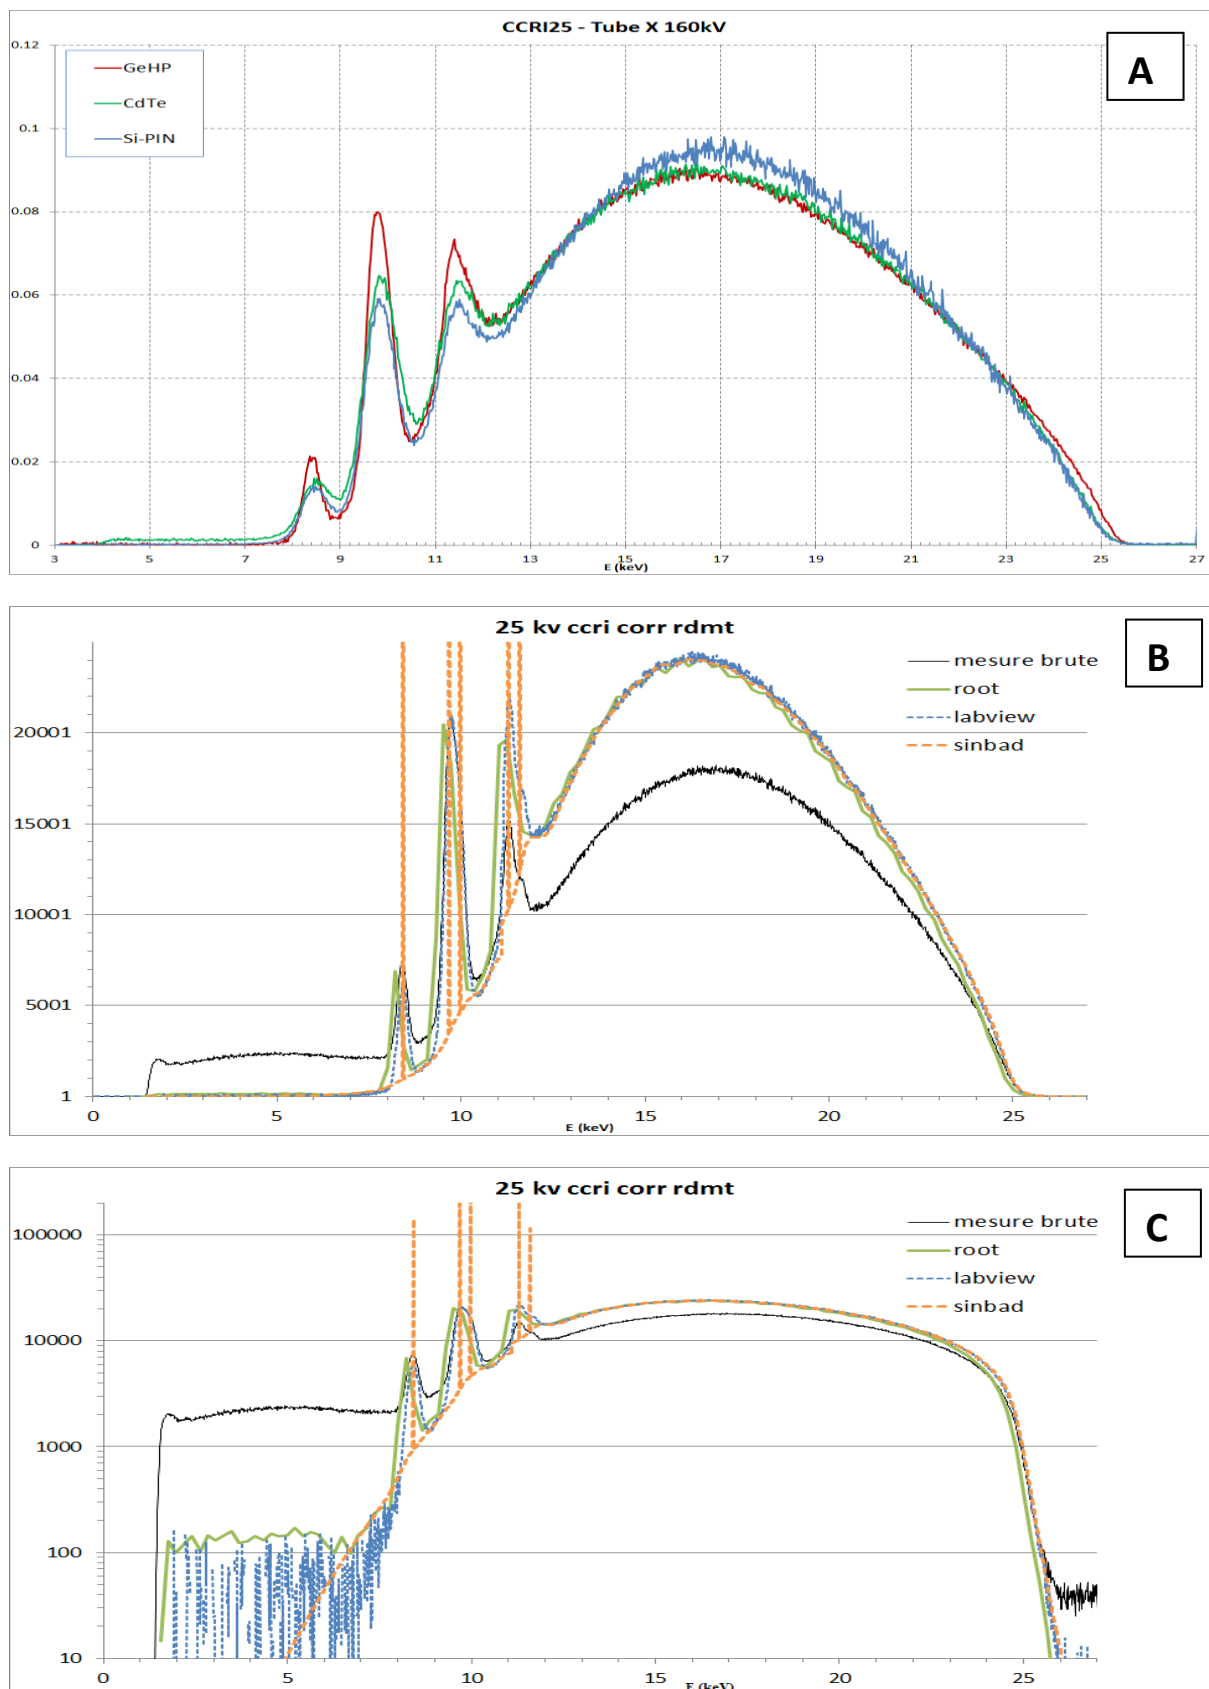 CCRI25 - Tube X 160kV
A
GeHP
CdTe
Si-PIN
0.12
0.1
0.08
0.06
0.04
0.02
0
3 5 7 9 11 13 15 17 19 21 23 25 27
E (keV)
25 kv ccri corr rdmt
B
mesure brute
root
labview
sinbad
20001
15001
10001
5001
1
0 5 10 15 20 25
E (keV)
25 kv ccri corr rdmt
C
mesure brute
root
labview
sinbad
100000
10000
1000
100
10
0 5 10 15 20 25
E (keV)